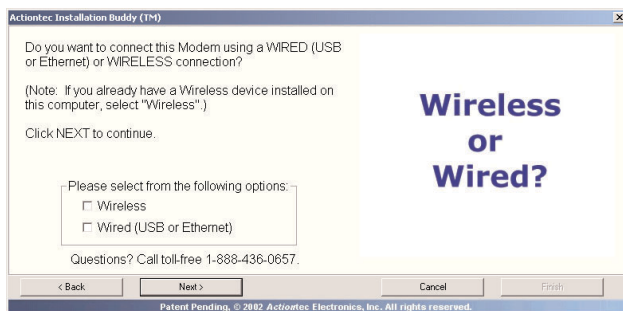 Actiontec Installation Buddy (TM)
Do you want to connect this Modem using a WIRED (USB
or Ethernet) or WIRELESS connection?
(Note: If you already have a Wireless device installed on
this computer, select "Wireless".)
Click NEXT to continue.
Wireless
or
Wired?
Please select from the following options:
Wireless
Wired (USB or Ethernet)
Questions? Call toll-free 1-888-436-0657.
< Back
Next >
Cancel
Finish
Patent Pending, © 2002 Actiontec Electronics, Inc. All rights reserved.